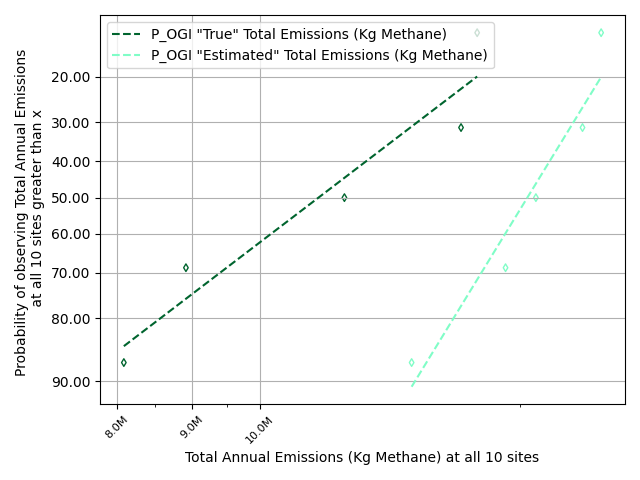 P_OGI "True" Total Emissions (Kg Methane)
P_OGI "Estimated" Total Emissions (Kg Methane)
Probability of observing Total Annual Emissions
at all 10 sites greater than x
20.00
30.00
40.00
50.00
60.00
70.00
80.00
90.00
8.0M
9.0M
10.0M
Total Annual Emissions (Kg Methane) at all 10 sites